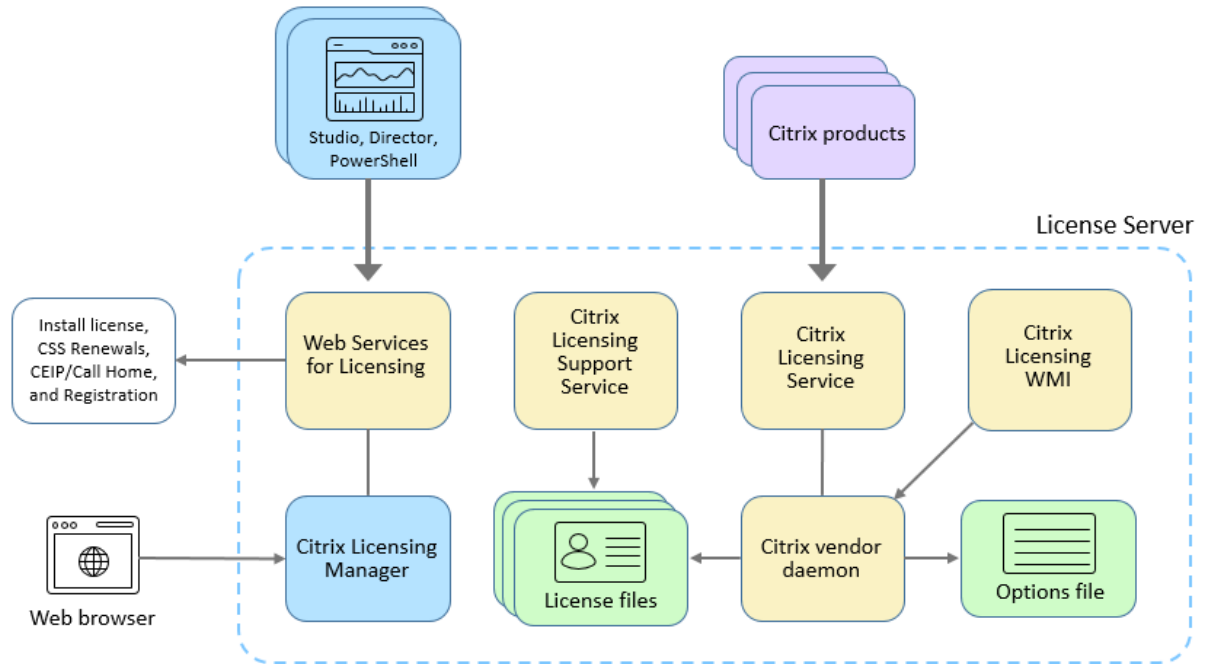 Studio, Director,
PowerShell
Citrix products
License Server
Install license,
CSS Renewals,
CEIP/Call Home,
and Registration
Web Services
for Licensing
Citrix
Licensing
Support
Service
Citrix
Licensing
Service
Citrix
Licensing
WMI
Web browser
Citrix Licensing
Manager
License files
Citrix vendor
daemon
Options file